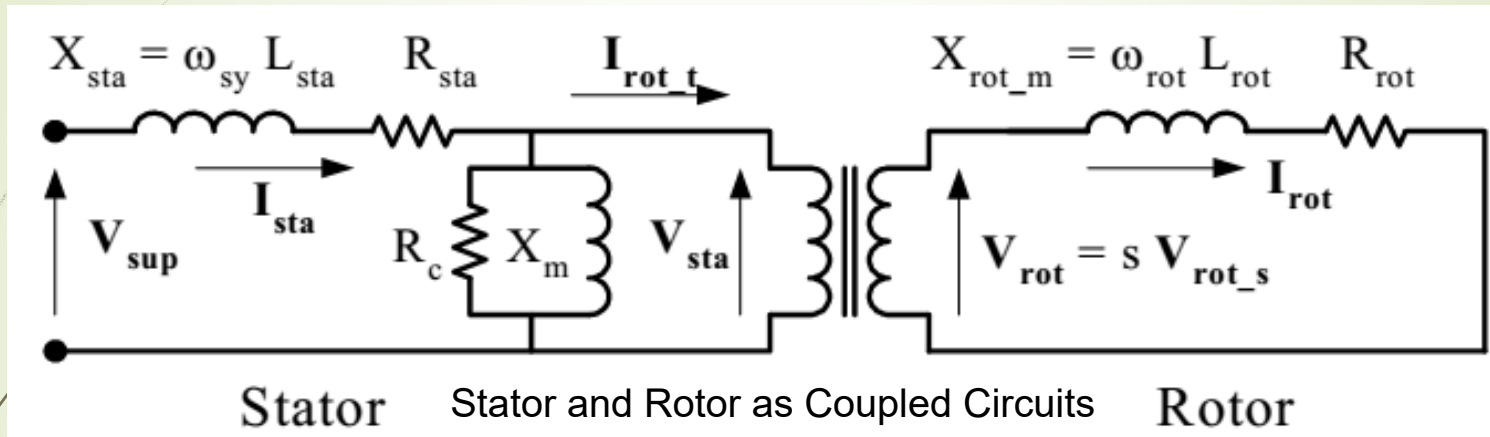 X_sta = ω_sy L_sta
R_sta
I_rot_t
X_rot_m = ω_rot L_rot
R_rot
I_sta
I_rot
V_sup
R_c
X_m
V_sta
V_rot = s V_rot_s
Stator
Stator and Rotor as Coupled Circuits
Rotor